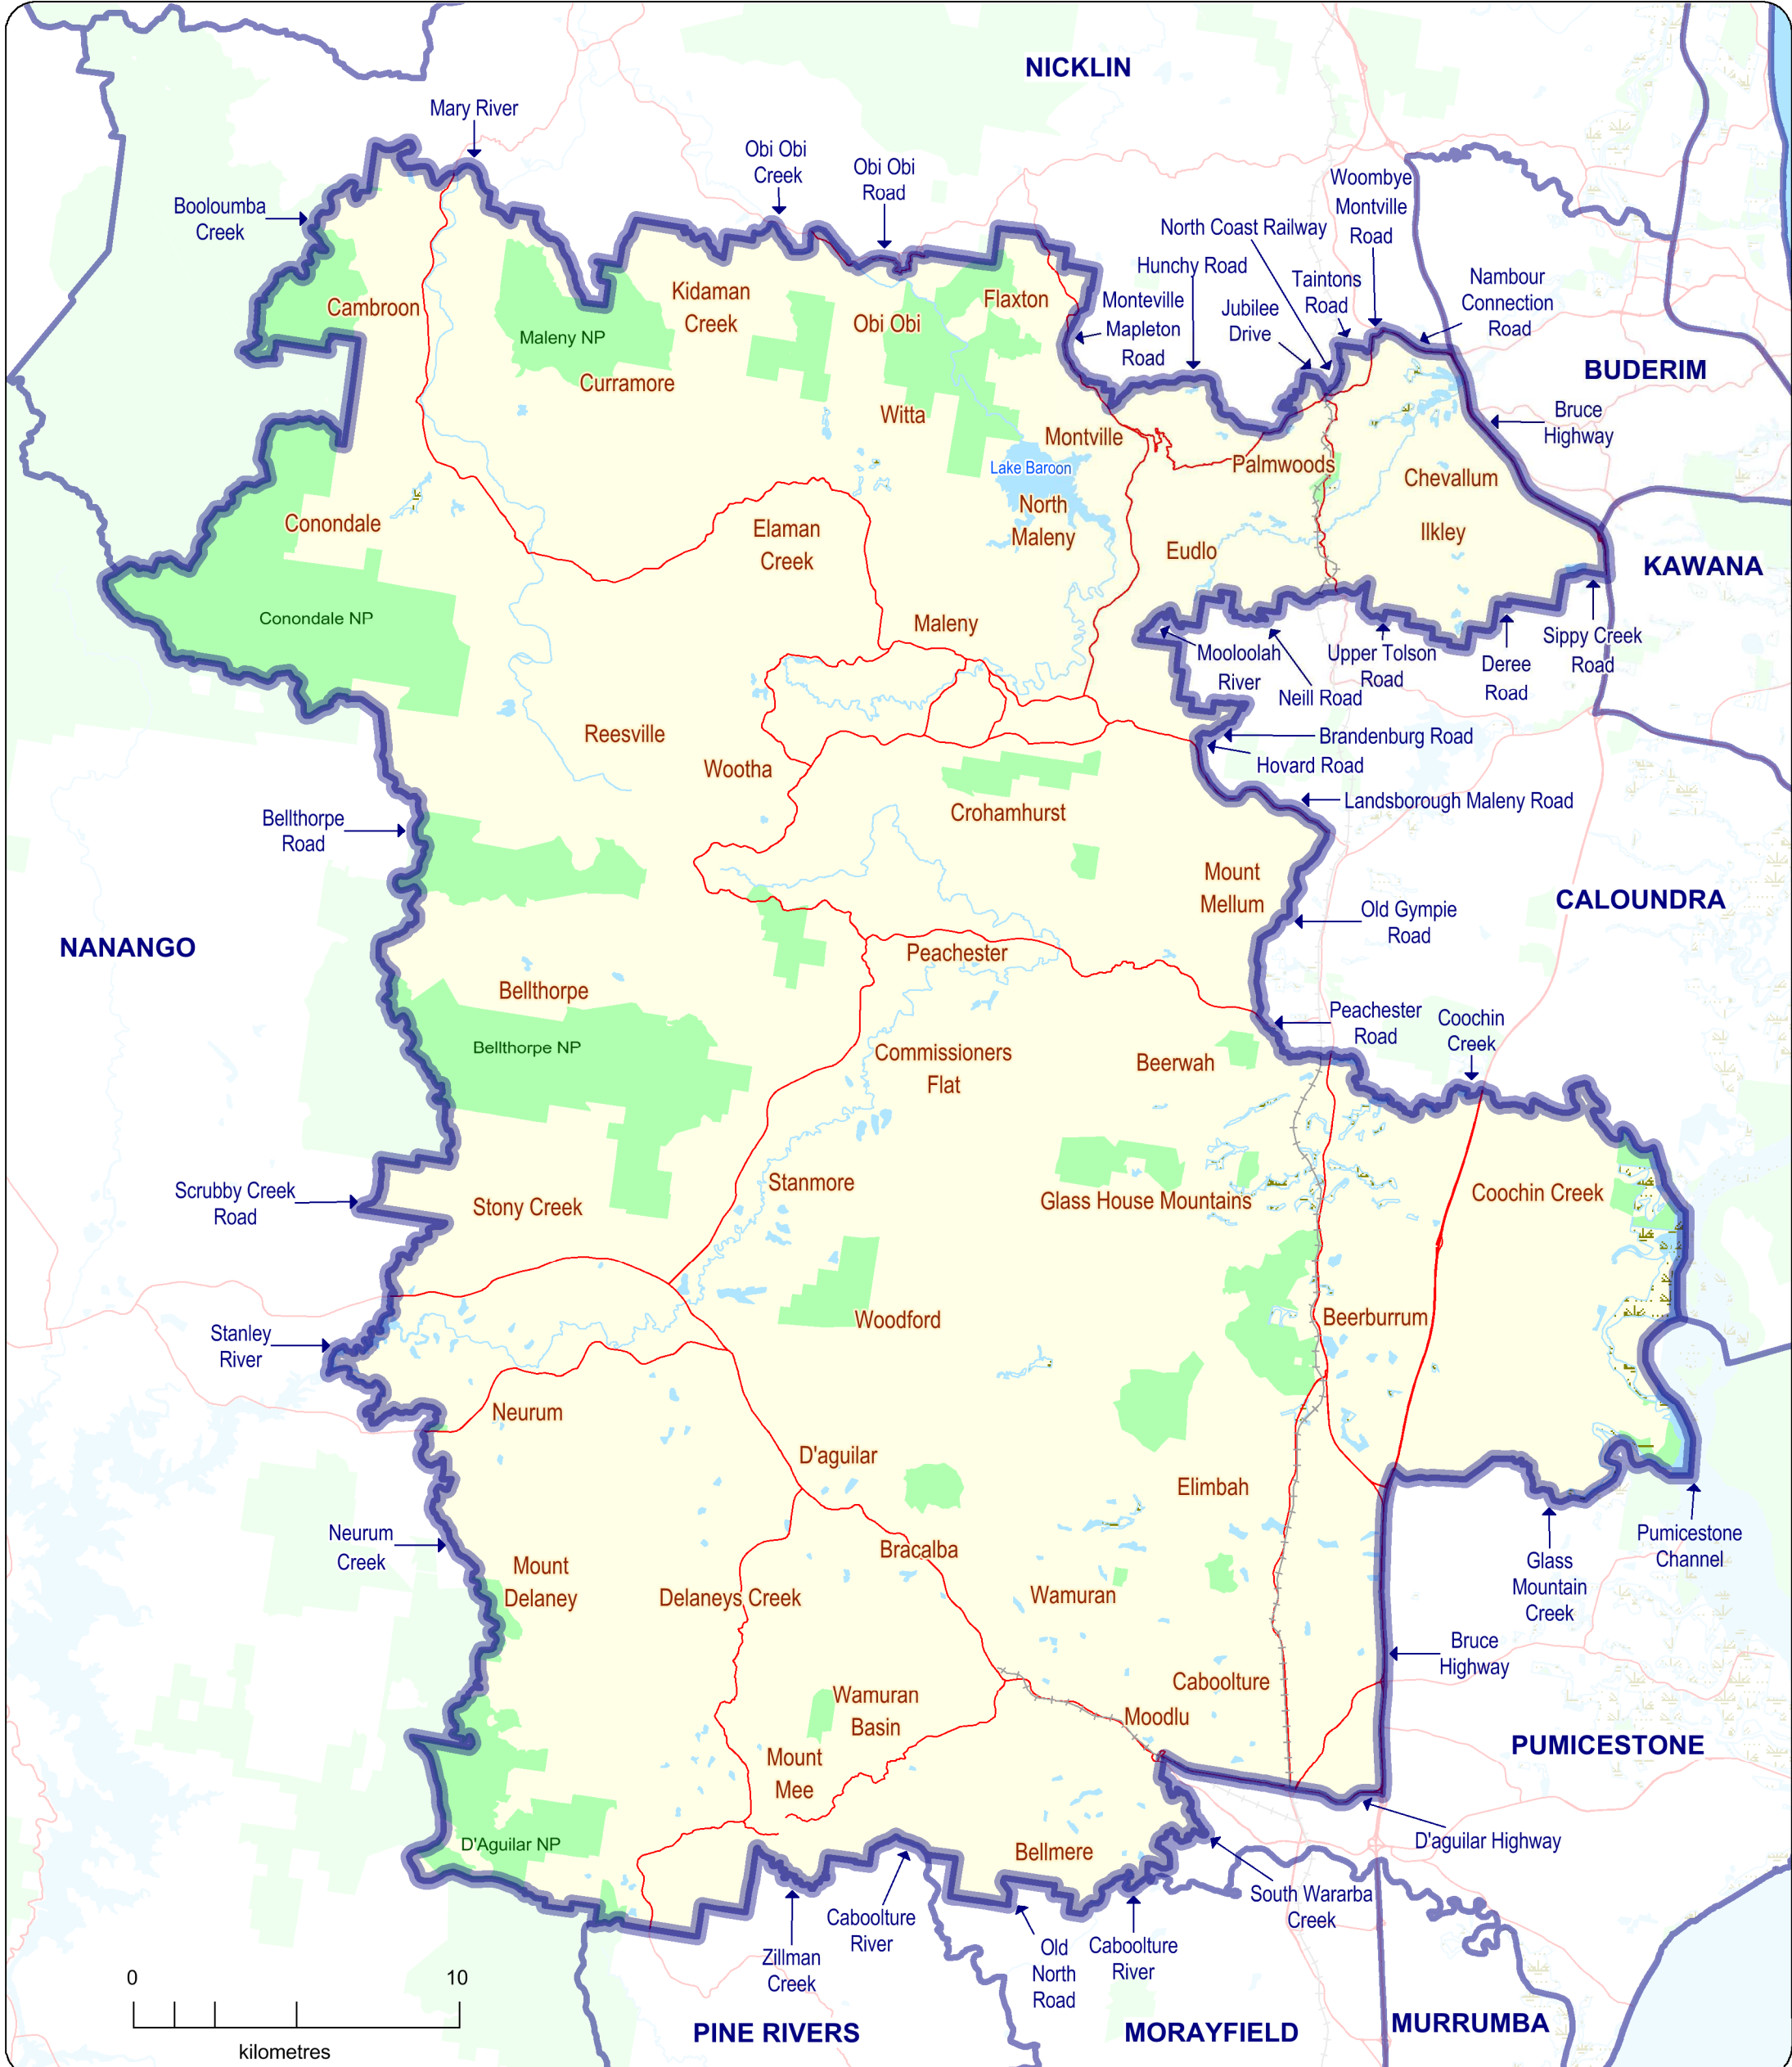 NICKLIN
Mary River
Obi Obi
Creek
Obi Obi
Road
Woombye
Montville
Road
Booloumba
Creek
North Coast Railway
Hunchy Road
Taintons
Road
Nambour
Connection
Road
Monteville
Mapleton
Road
Jubilee
Drive
Cambroon
Kidaman
Creek
Flaxton
Obi Obi
Maleny NP
Curramore
BUDERIM
Bruce
Highway
Witta
Montville
Lake Baroon
Palmwoods
Chevallum
North
Maleny
Conondale
Elaman
Creek
Ilkley
Eudlo
KAWANA
Conondale NP
Maleny
Mooloolah
River
Neill Road
Upper Tolson
Road
Deree
Road
Sippy Creek
Road
Reesville
Brandenburg Road
Hovard Road
Wootha
Landsborough Maleny Road
Crohamhurst
Bellthorpe
Road
Mount
Mellum
CALOUNDRA
Old Gympie
Road
NANANGO
Peachester
Bellthorpe
Peachester
Road
Coochin
Creek
Bellthorpe NP
Commissioners
Flat
Beerwah
Stanmore
Scrubby Creek
Road
Stony Creek
Glass House Mountains
Coochin Creek
Woodford
Beerburrum
Stanley
River
Neurum
D'aguilar
Elimbah
Neurum
Creek
Bracalba
Pumicestone
Channel
Glass
Mountain
Creek
Mount
Delaney
Delaneys Creek
Wamuran
Bruce
Highway
Caboolture
Wamuran
Basin
Moodlu
PUMICESTONE
Mount
Mee
D'Aguilar NP
Bellmere
D'aguilar Highway
South Wararba
Creek
Caboolture
River
Zillman
Creek
Old
North
Road
Caboolture
River
0 10
kilometres
PINE RIVERS
MORAYFIELD
MURRUMBA